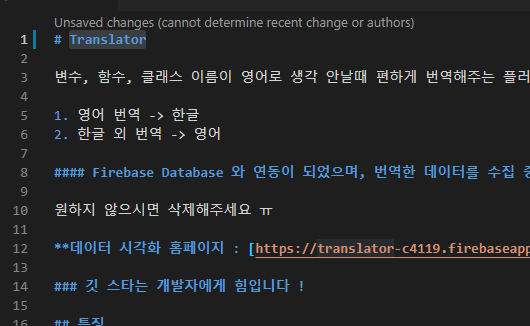 Unsaved changes (cannot determine recent change or authors)
1 # Translator
2
3 변수, 함수, 클래스 이름이 영어로 생각 안날때 편하게 번역해주는
4
5 1. 영어 번역 -> 한글
6 2. 한글 외 번역 -> 영어
7
8 #### Firebase Database 와 연동이 되었으며, 번역한 데이터를 수집
9
10 원하지 않으시면 삭제해주세요 ㅠ
11
12 **데이터 시각화 홈페이지 : [https://translator-c4119.firebaseapp
13
14 ### 깃 스타는 개발자에게 힘입니다 !
15
16 ## 특징